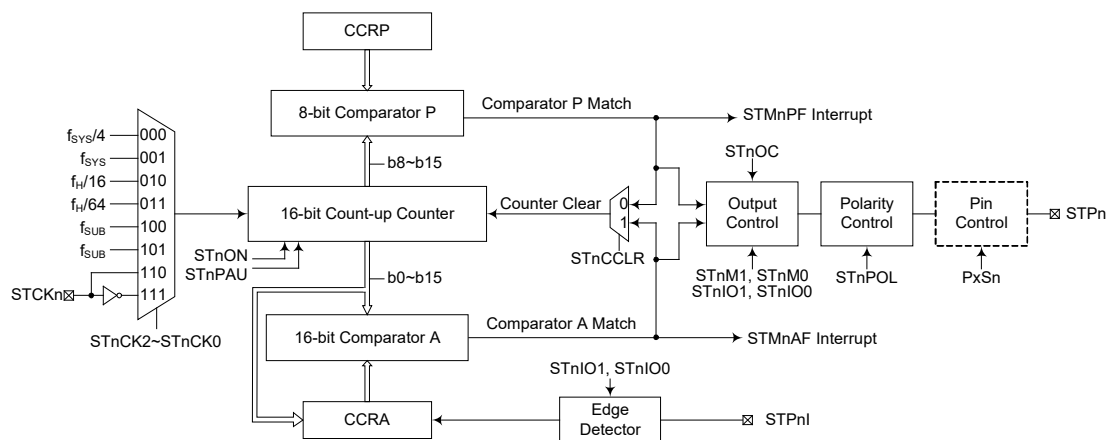 CCRP
8-bit Comparator P
Comparator P Match
STMnPF Interrupt
b8~b15
fSYS/4
000
fSYS
001
fH/16
010
fH/64
011
fSUB
100
fSUB
101
110
111
STCKn
STnCK2~STnCK0
16-bit Count-up Counter
STnON
STnPAU
Counter Clear
0
1
STnCCLR
STnOC
Output
Control
STnM1, STnM0
STnIO1, STnIO0
Polarity
Control
STnPOL
Pin
Control
PxSn
STPn
b0~b15
16-bit Comparator A
Comparator A Match
STMnAF Interrupt
CCRA
STnIO1, STnIO0
Edge
Detector
STPnI